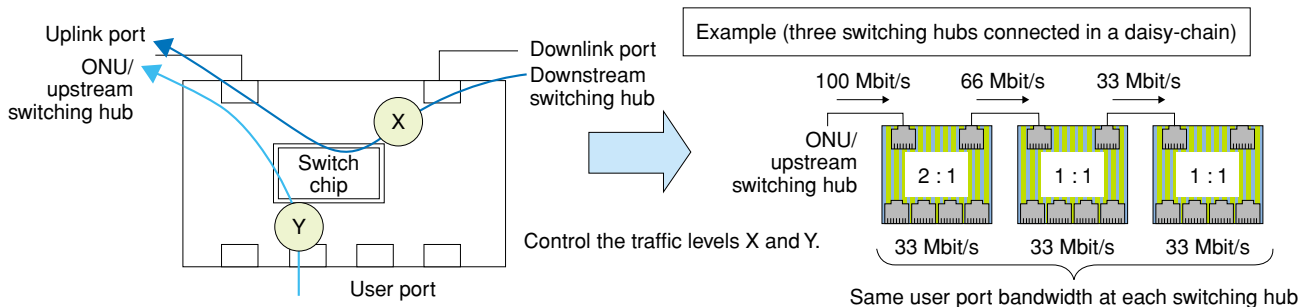 Uplink port
ONU/
upstream
switching hub
Downlink port
Downstream
switching hub
X
Switch
chip
Y
User port
Control the traffic levels X and Y.
Example (three switching hubs connected in a daisy-chain)
100 Mbit/s 66 Mbit/s 33 Mbit/s
ONU/
upstream
switching hub
2 : 1 1 : 1 1 : 1
33 Mbit/s 33 Mbit/s 33 Mbit/s
Same user port bandwidth at each switching hub